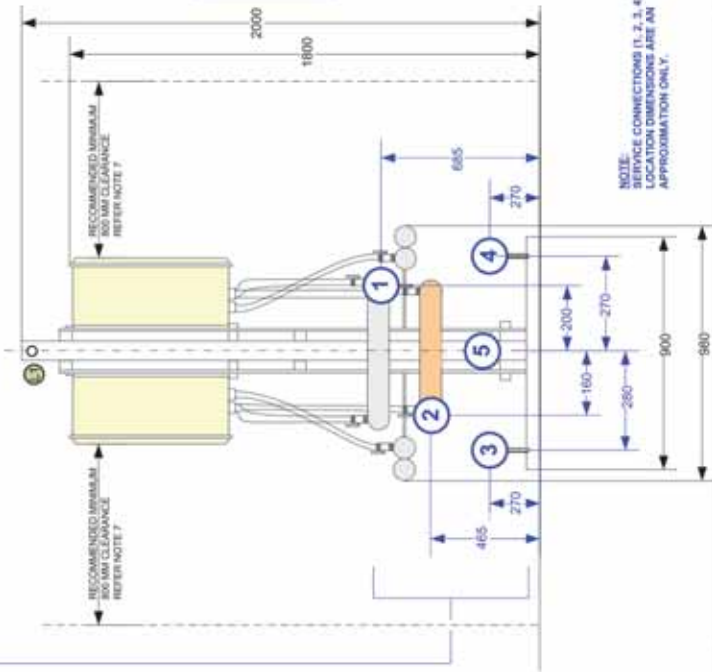 2000
1800
RECOMMENDED MINIMUM
800 MM CLEARANCE
REFER NOTE 7
RECOMMENDED MINIMUM
800 MM CLEARANCE
REFER NOTE 7
685
465
270
270
1
2
3
4
5
200
270
160
280
900
980
NOTE:
SERVICE CONNECTIONS (1, 2, 3, 4
LOCATION DIMENSIONS ARE AN
APPROXIMATION ONLY.